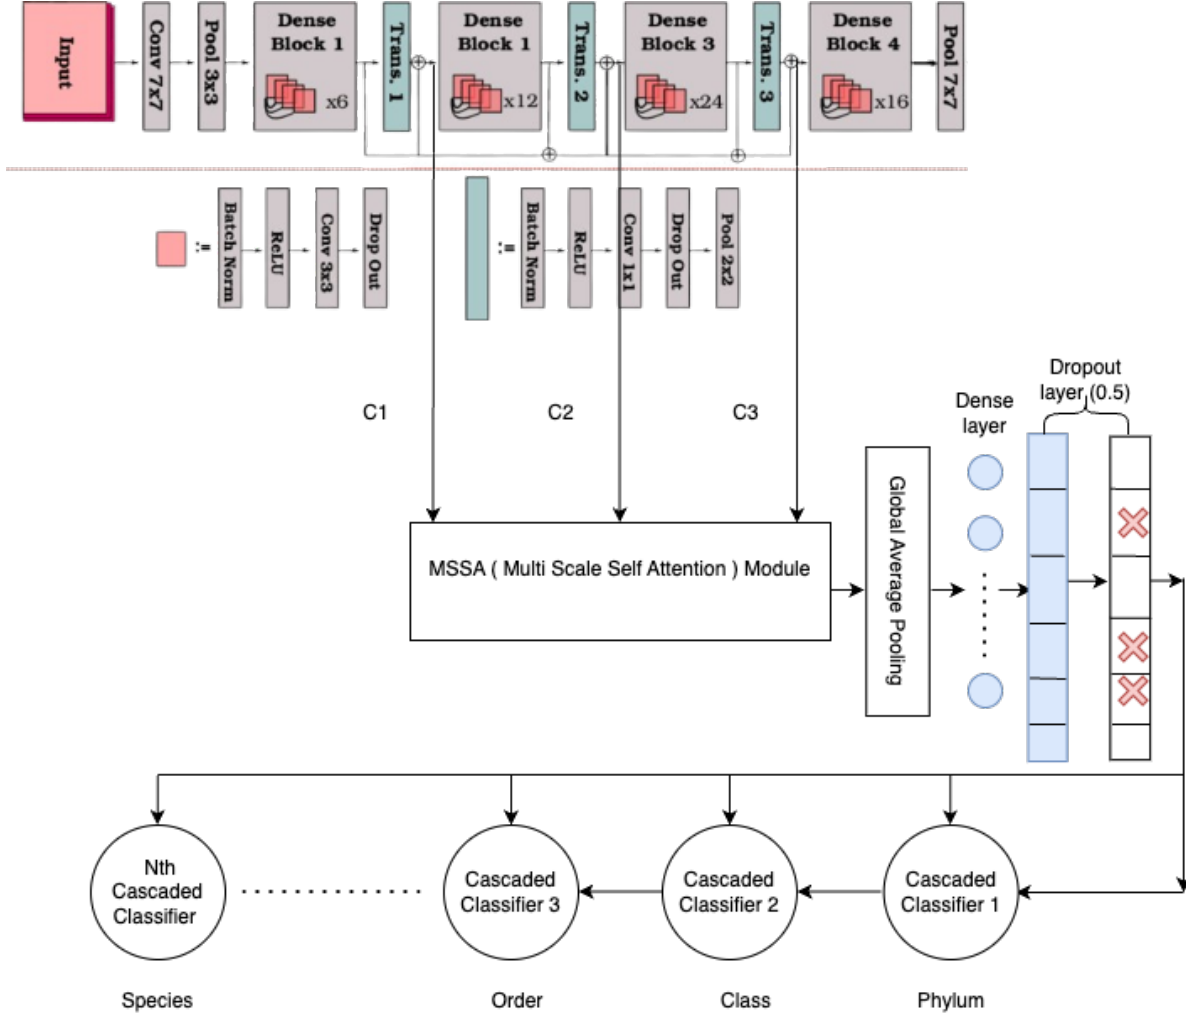 Input
Conv 7x7
Pool 3x3
Dense
Block 1
x6
Trans. 1
Dense
Block 1
x12
Trans. 2
Dense
Block 3
x24
Trans. 3
Dense
Block 4
x16
Pool 7x7
:=
Batch Norm
ReLU
Conv 3x3
Drop Out
:=
Batch Norm
ReLU
Conv 1x1
Drop Out
Pool 2x2
C1
C2
C3
MSSA ( Multi Scale Self Attention ) Module
Global Average Pooling
Dense
layer
Dropout
layer (0.5)
Nth
Cascaded
Classifier
Cascaded
Classifier 3
Cascaded
Classifier 2
Cascaded
Classifier 1
Species
Order
Class
Phylum